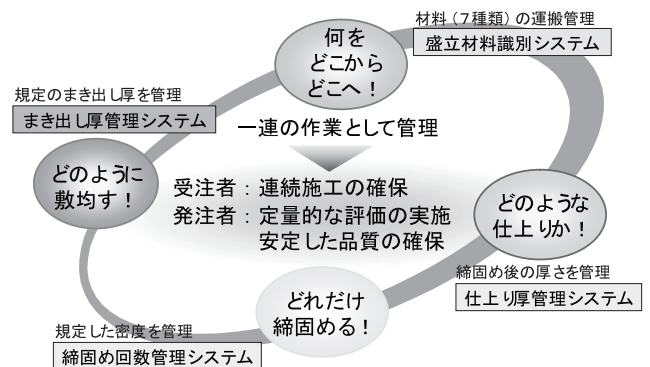 材料（７種類）の運搬管理
盛立材料識別システム
何を
どこから
どこへ！
規定のまき出し厚を管理
まき出し厚管理システム
一連の作業として管理
どのように
敷均す！
受注者：連続施工の確保
発注者：定量的な評価の実施
安定した品質の確保
どのような
仕上りか！
締固め後の厚さを管理
仕上り厚管理システム
どれだけ
締固める！
規定した密度を管理
締固め回数管理システム